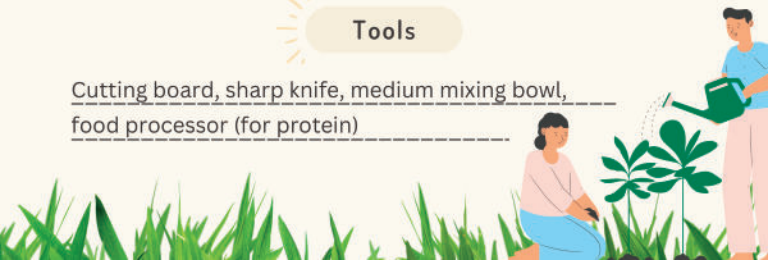 Tools
Cutting board, sharp knife, medium mixing bowl,
food processor (for protein)